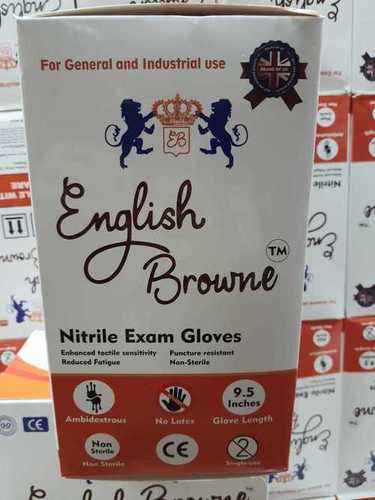 For General and Industrial use
EB
English
Browne
TM
Nitrile Exam Gloves
Enhanced tactile sensitivity Puncture resistant
Reduced Fatigue Non-Sterile
9.5
Inches
Ambidextrous No Latex Glove Length
Non
Sterile
CE
2
Non Sterile Single-use
CE